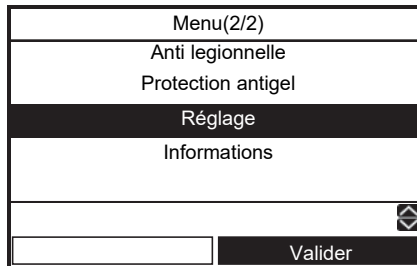 Menu(2/2)
Anti legionnelle
Protection antigel
Réglage
Informations
Valider